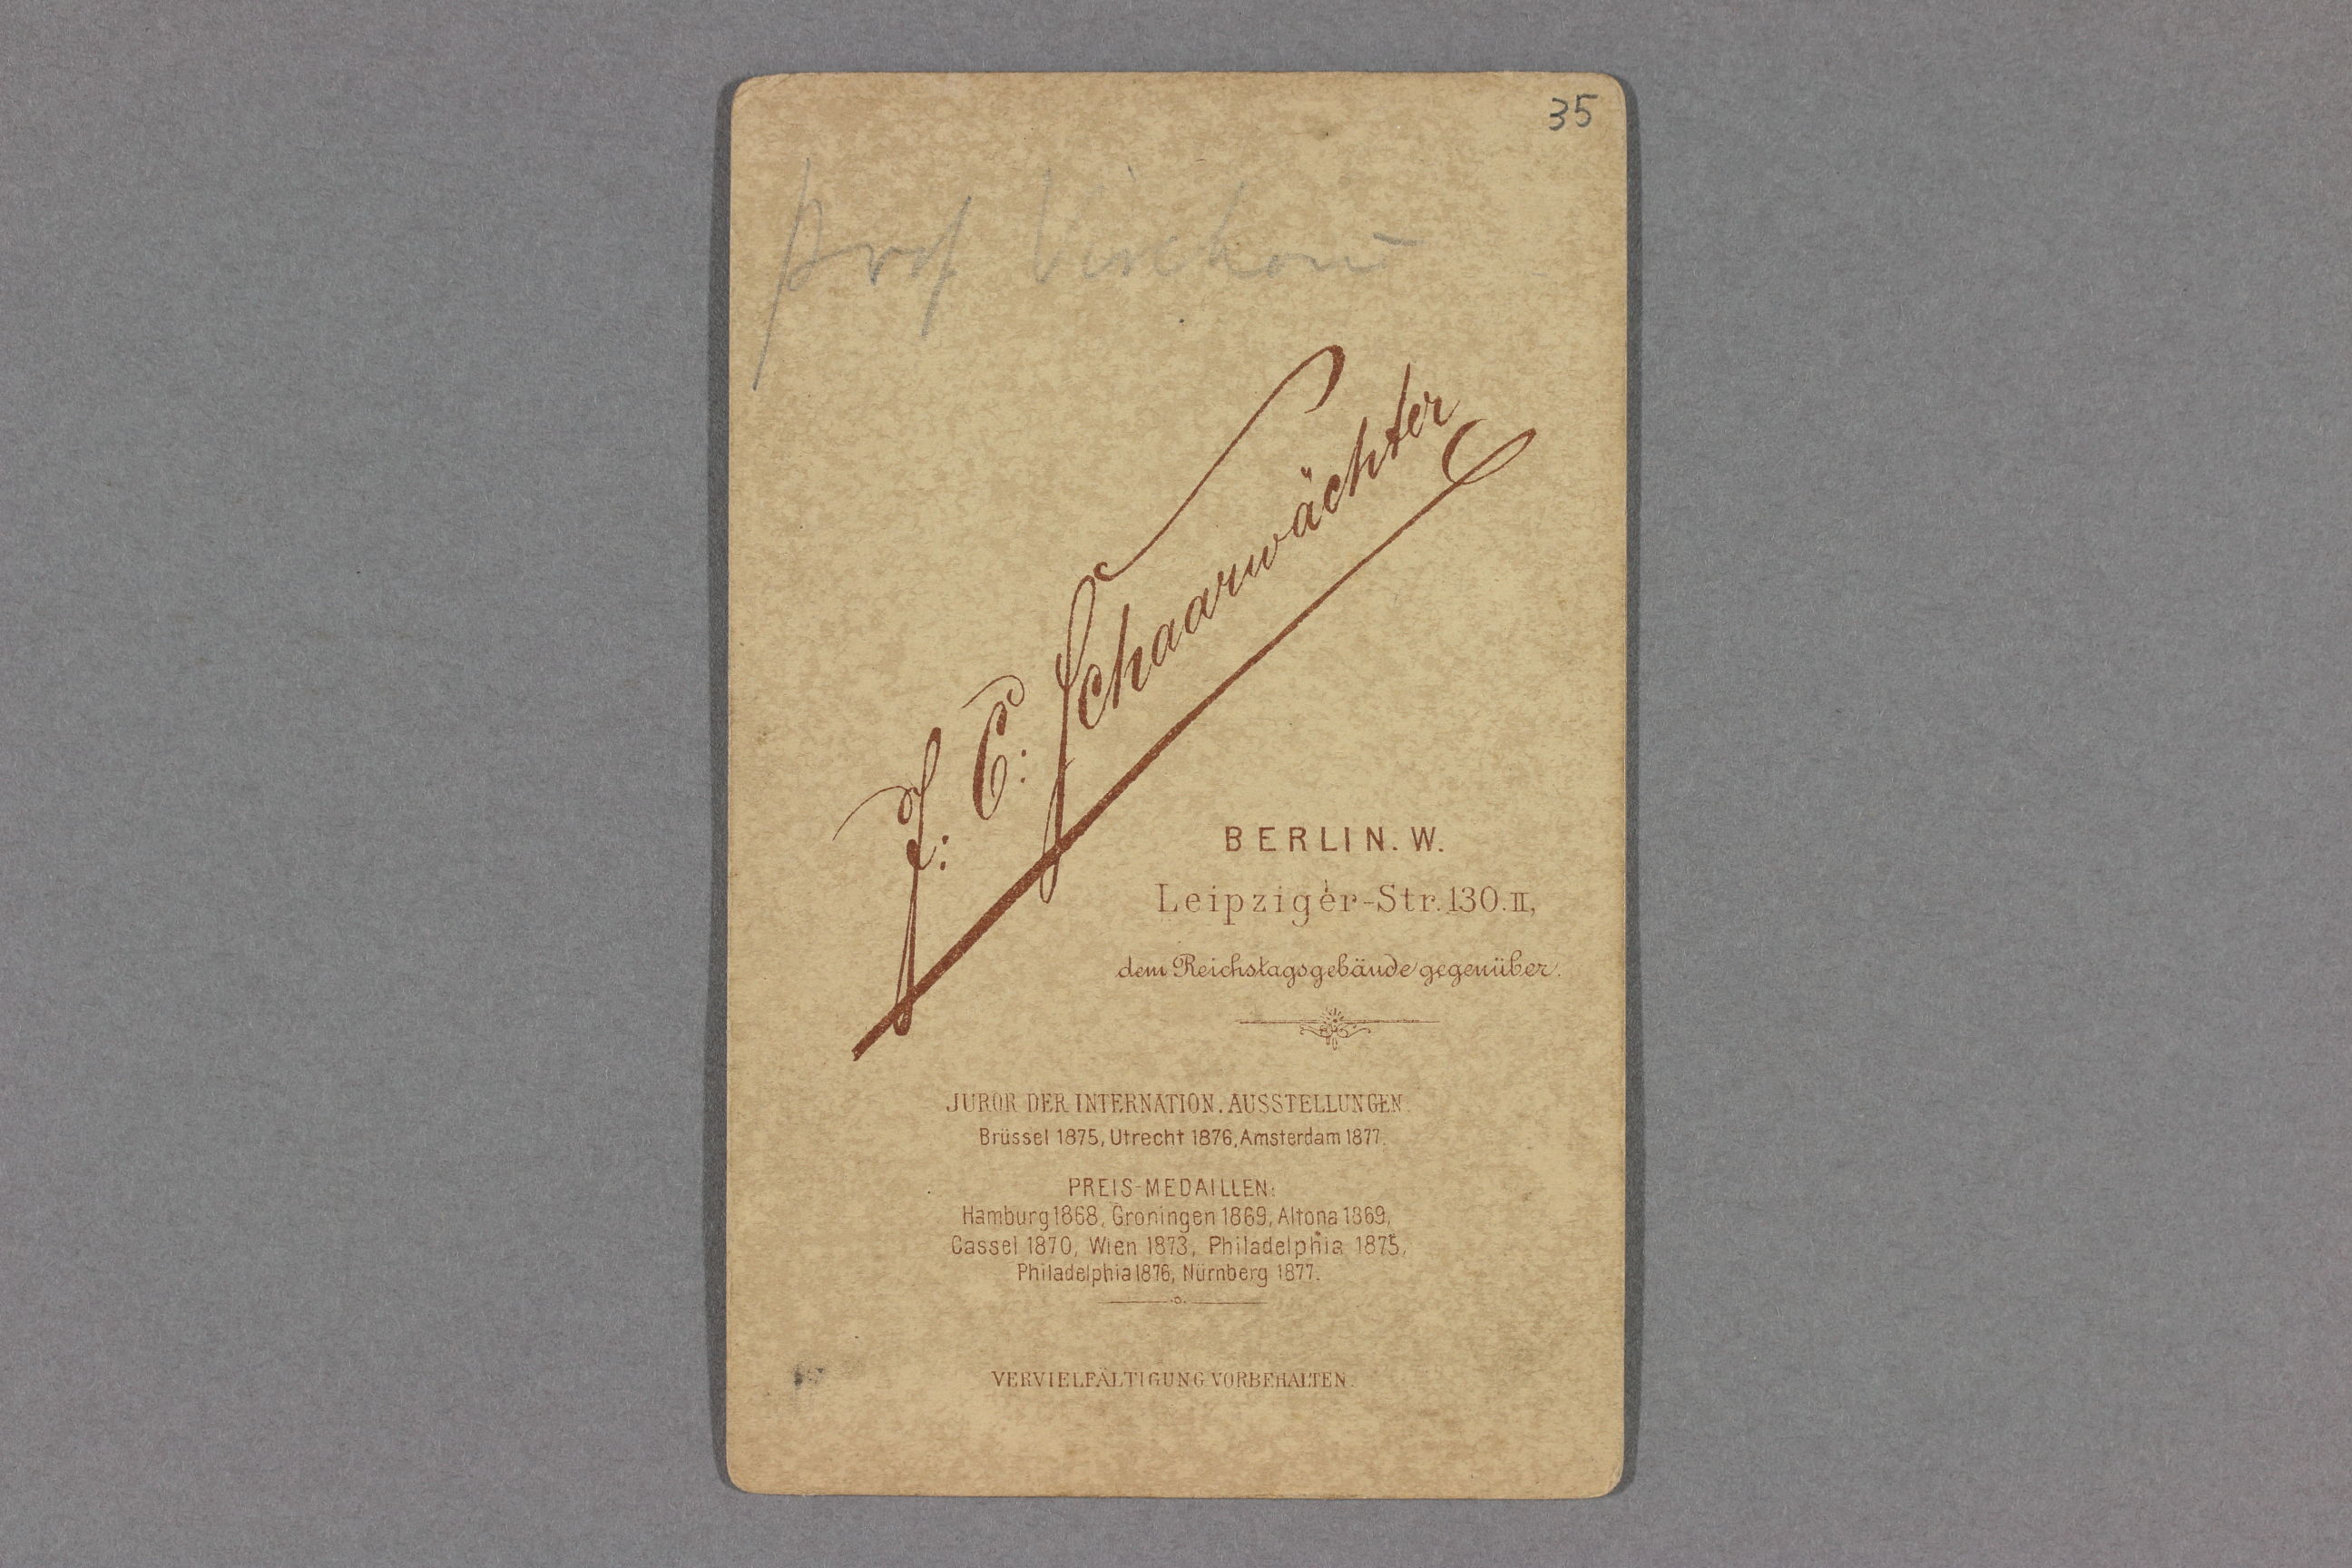 35
Prof Virchow
J. C. Schaarwächter
BERLIN. W.
Leipziger-Str. 130. II,
dem Reichstagsgebäude gegenüber.
JUROR DER INTERNATION. AUSSTELLUNGEN.
Brüssel 1875, Utrecht 1876, Amsterdam 1877.
PREIS-MEDAILLEN:
Hamburg 1868, Groningen 1869, Altona 1869,
Cassel 1870, Wien 1873, Philadelphia 1875,
Philadelphia 1876, Nürnberg 1877.
VERVIELFÄLTIGUNG VORBEHALTEN.